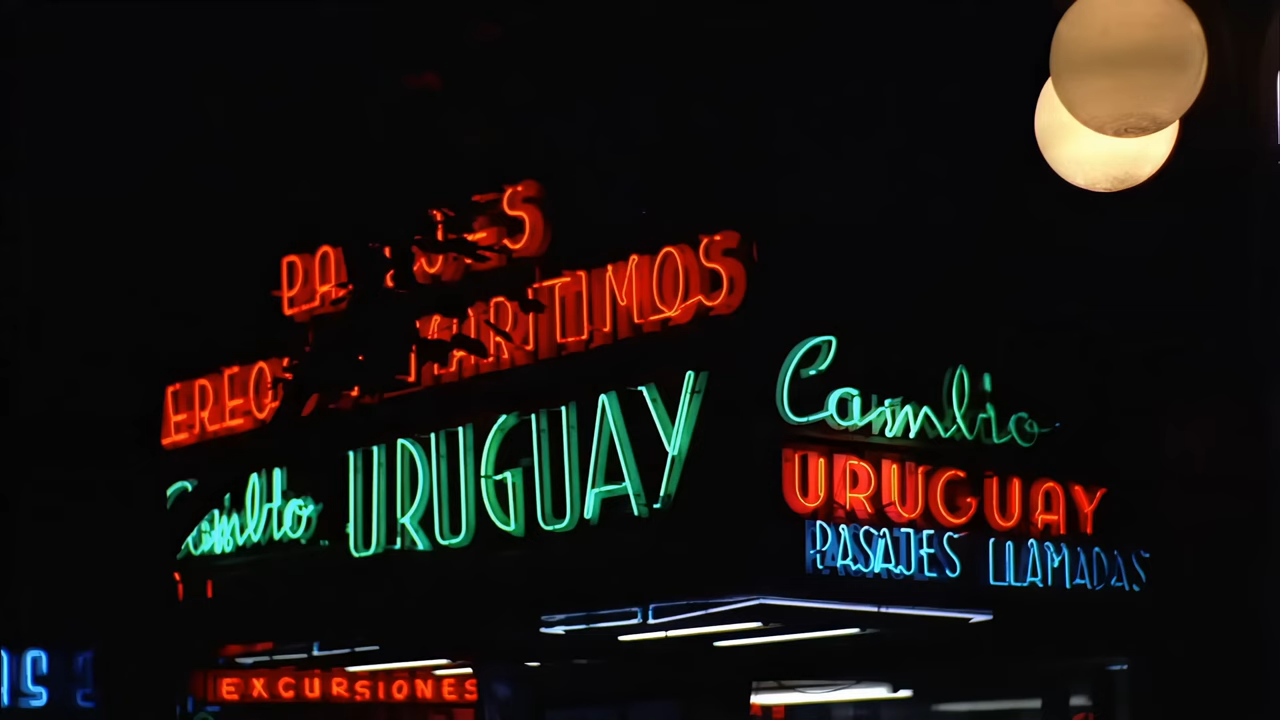 MARITIMOS
Cambio
URUGUAY
Cambio
URUGUAY
PASAJES LLAMADAS
EXCURSIONES